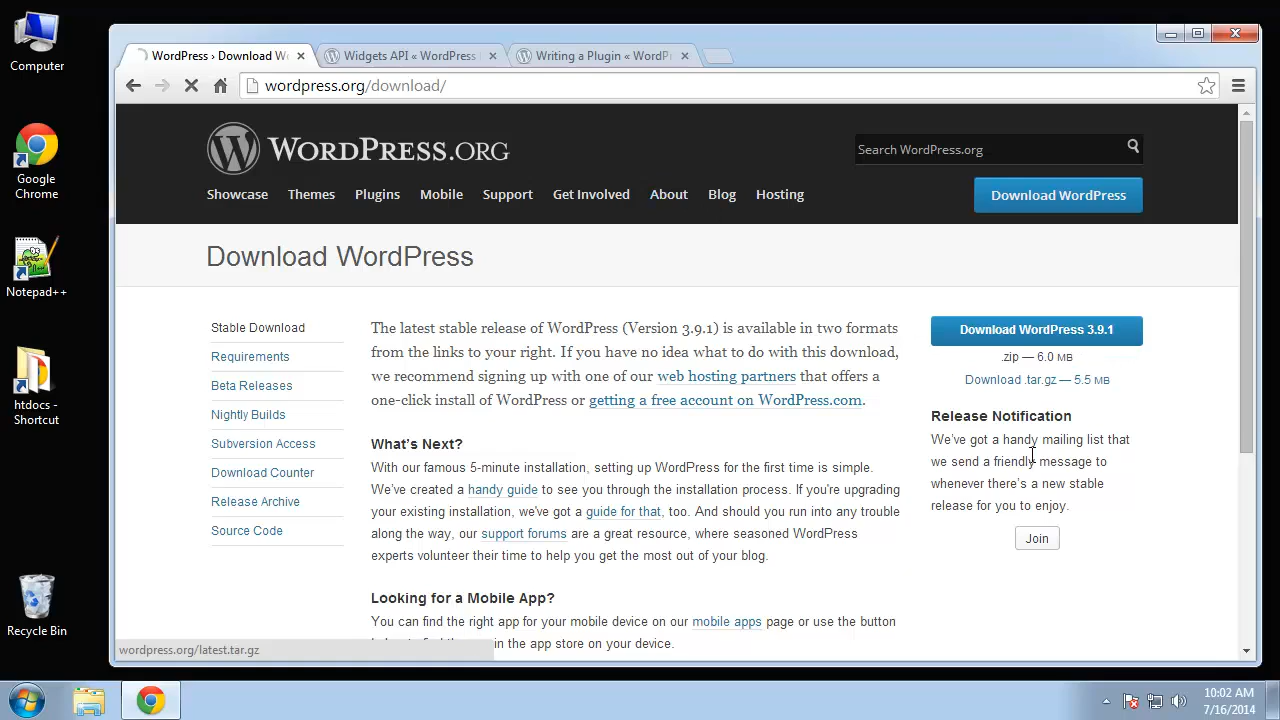 Computer
Google
Chrome
Notepad++
htdocs -
Shortcut
Recycle Bin
WordPress › Download W
Widgets API « WordPress
Writing a Plugin « WordP
wordpress.org/download/
WORDPRESS.ORG
Search WordPress.org
Showcase
Themes
Plugins
Mobile
Support
Get Involved
About
Blog
Hosting
Download WordPress
Download WordPress
Stable Download
Requirements
Beta Releases
Nightly Builds
Subversion Access
Download Counter
Release Archive
Source Code
The latest stable release of WordPress (Version 3.9.1) is available in two formats
from the links to your right. If you have no idea what to do with this download,
we recommend signing up with one of our web hosting partners that offers a
one-click install of WordPress or getting a free account on WordPress.com.
What's Next?
With our famous 5-minute installation, setting up WordPress for the first time is simple.
We've created a handy guide to see you through the installation process. If you're upgrading
your existing installation, we've got a guide for that, too. And should you run into any trouble
along the way, our support forums are a great resource, where seasoned WordPress
experts volunteer their time to help you get the most out of your blog.
Looking for a Mobile App?
You can find the right app for your mobile device on our mobile apps page or use the button
in the app store on your device.
Download WordPress 3.9.1
.zip — 6.0 MB
Download .tar.gz — 5.5 MB
Release Notification
We've got a handy mailing list that
we send a friendly message to
whenever there's a new stable
release for you to enjoy.
Join
wordpress.org/latest.tar.gz
10:02 AM
7/16/2014